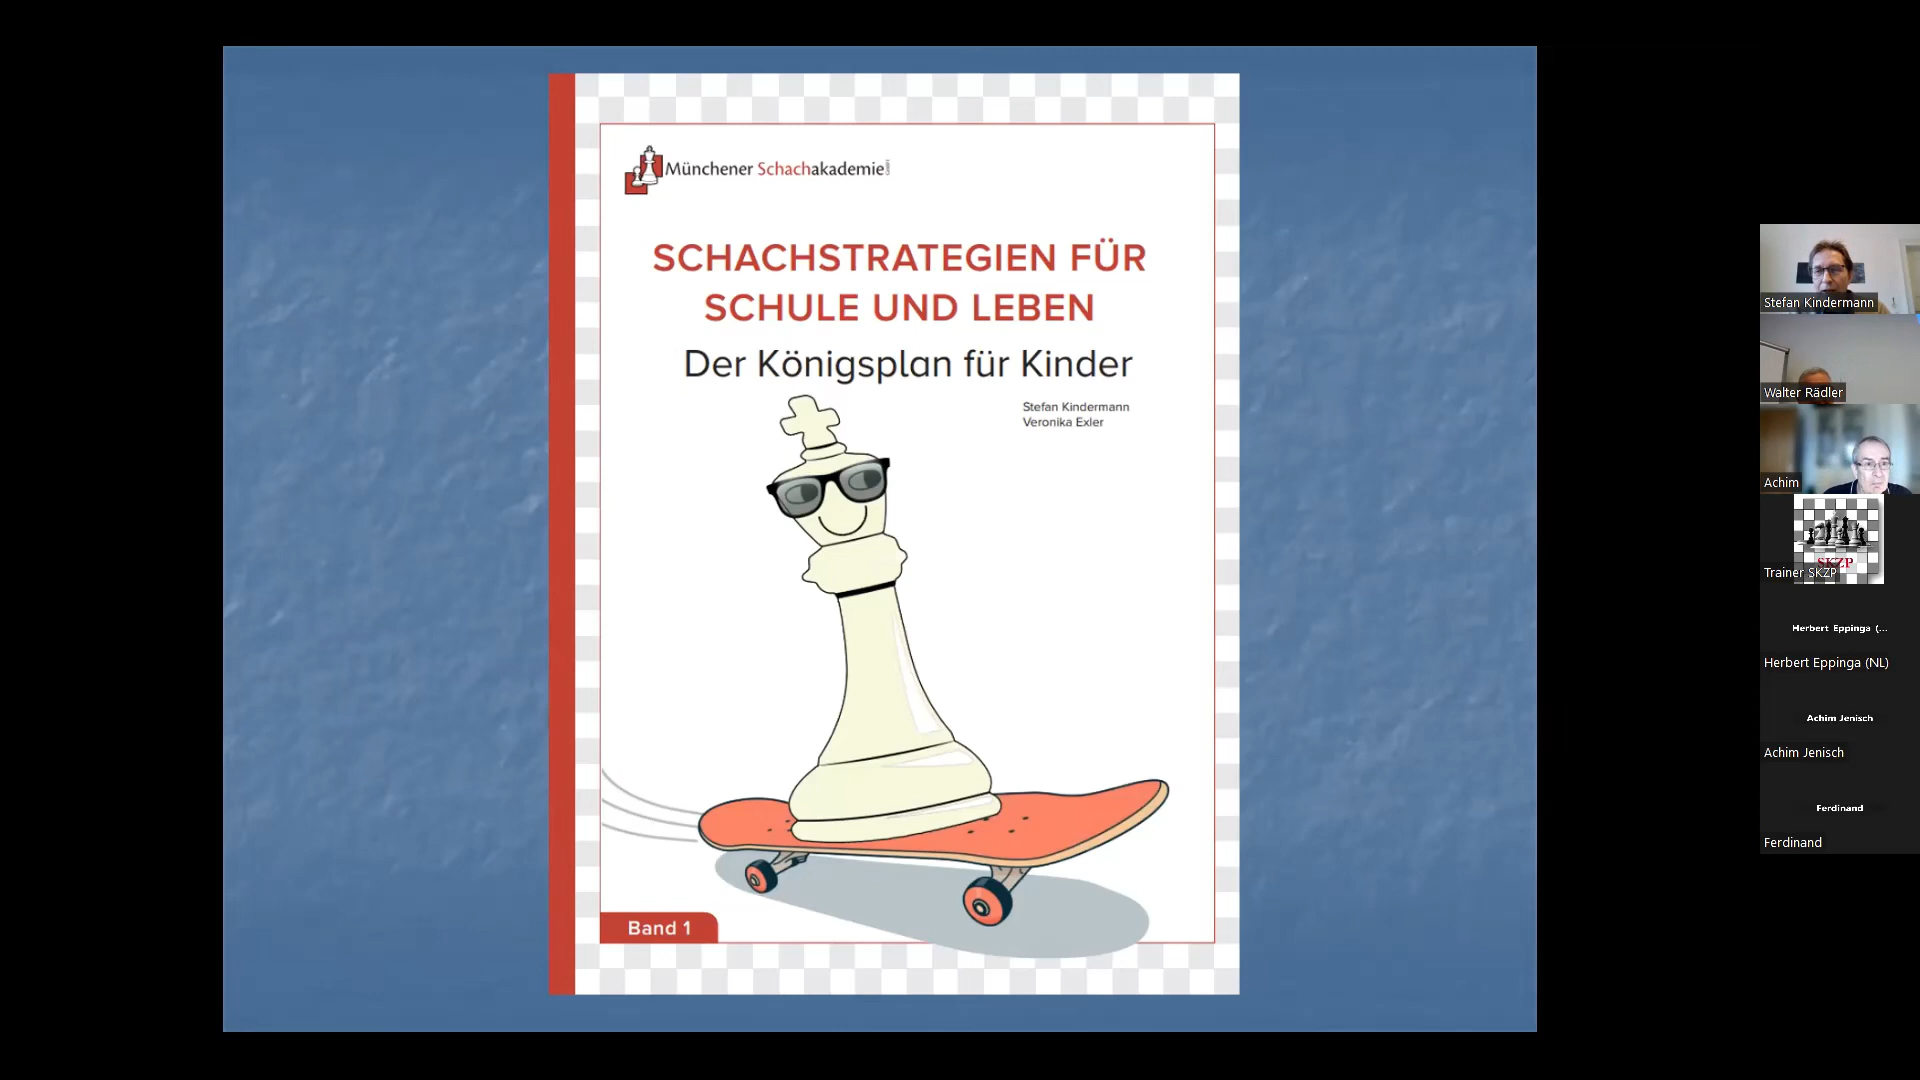 Münchener Schachakademie
SCHACHSTRATEGIEN FÜR
SCHULE UND LEBEN
Der Königsplan für Kinder
Stefan Kindermann
Veronika Exler
Band 1
Stefan Kindermann
Walter Rädler
Achim
SKZP
Trainer SKZP
Herbert Eppinga (...
Herbert Eppinga (NL)
Achim Jenisch
Achim Jenisch
Ferdinand
Ferdinand